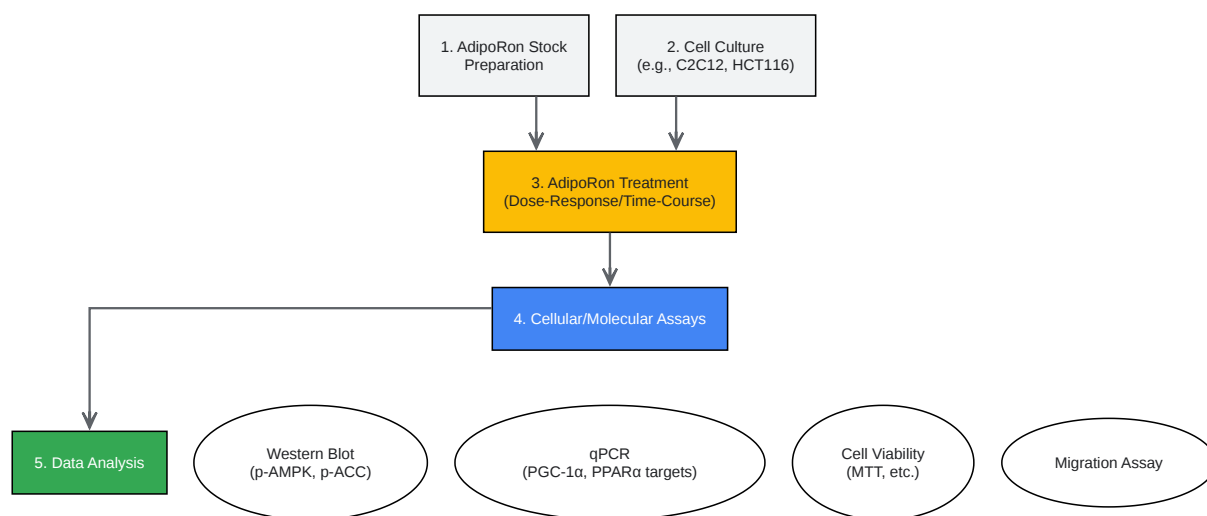 1. AdipoRon Stock
Preparation
2. Cell Culture
(e.g., C2C12, HCT116)
3. AdipoRon Treatment
(Dose-Response/Time-Course)
4. Cellular/Molecular Assays
5. Data Analysis
Western Blot
(p-AMPK, p-ACC)
qPCR
(PGC-1α, PPARα targets)
Cell Viability
(MTT, etc.)
Migration Assay